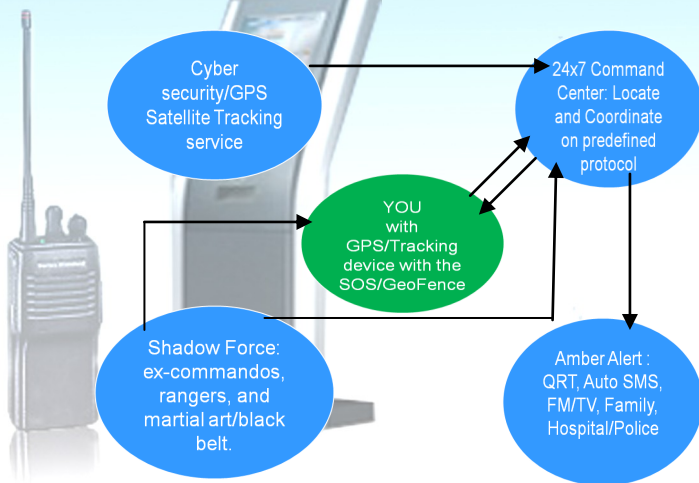 Cyber
security/GPS
Satellite Tracking
service
24x7 Command
Center: Locate
and Coordinate
on predefined
protocol
YOU
with
GPS/Tracking
device with the
SOS/GeoFence
Shadow Force:
ex-commandos,
rangers, and
martial art/black
belt.
Amber Alert :
QRT, Auto SMS,
FM/TV, Family,
Hospital/Police